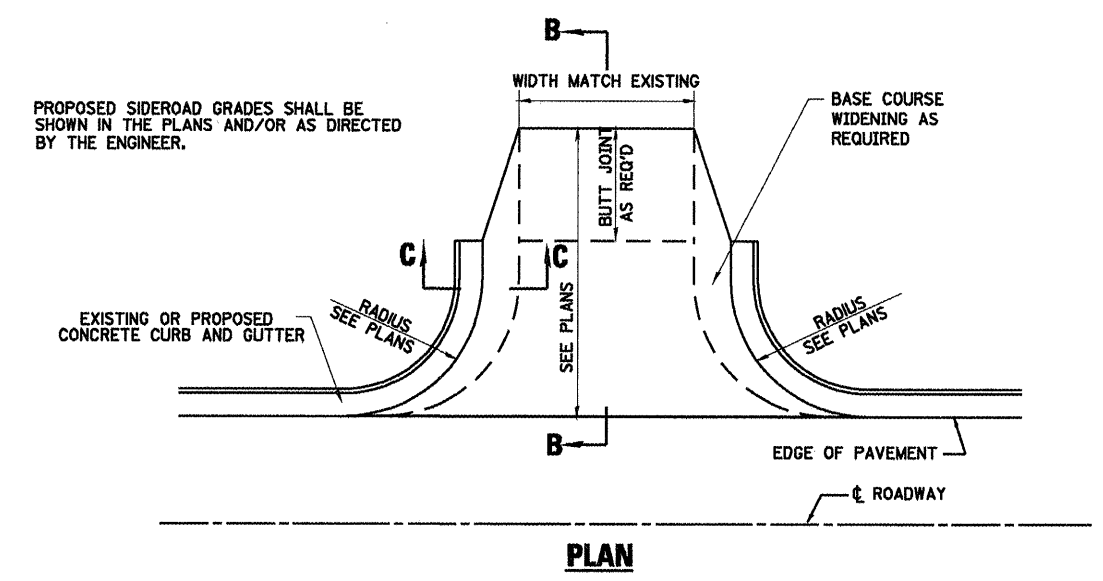 B
WIDTH MATCH EXISTING
PROPOSED SIDEROAD GRADES SHALL BE
SHOWN IN THE PLANS AND/OR AS DIRECTED
BY THE ENGINEER.
BASE COURSE
WIDENING AS
REQUIRED
BUTT JOINT
AS REQ'D
C
C
RADIUS
SEE PLANS
SEE PLANS
RADIUS
SEE PLANS
EXISTING OR PROPOSED
CONCRETE CURB AND GUTTER
B
EDGE OF PAVEMENT
℄ ROADWAY
PLAN